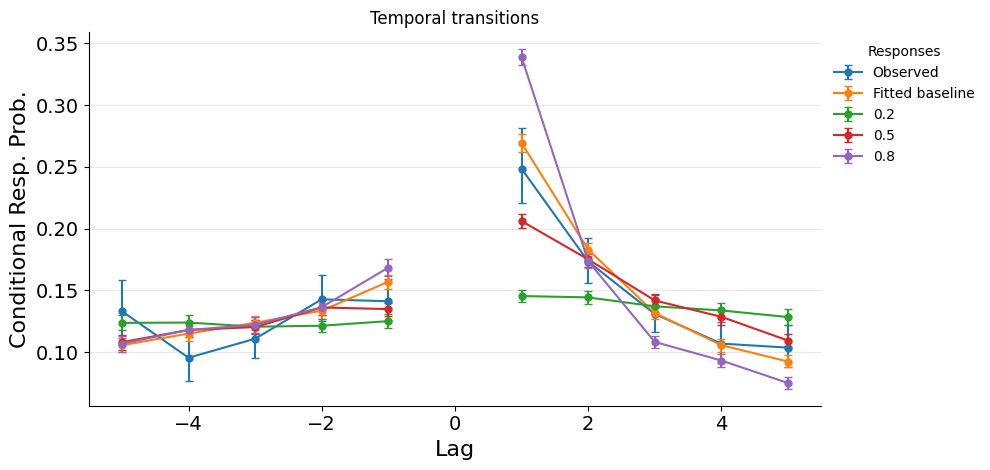 Temporal transitions
Conditional Resp. Prob.
0.35
0.30
0.25
0.20
0.15
0.10
−4
−2
0
2
4
Lag
Responses
Observed
Fitted baseline
0.2
0.5
0.8